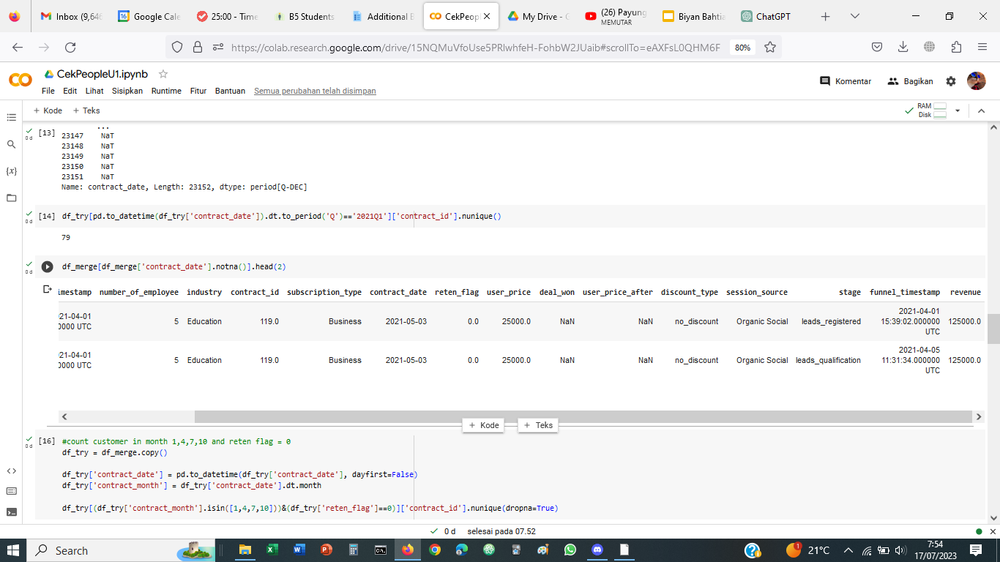 Inbox (9,646
Google Cale
25:00 - Time
B5 Students
Additional
CekPeopl
My Drive - G
(26) Payung
MEMUTAR
Biyan Bahtia
ChatGPT
https://colab.research.google.com/drive/15NQMuVfoUse5PRlwhfeH-FohbW2JUaib#scrollTo=eAXFsL0QHM6F
80%
CekPeopleU1.ipynb
File Edit Lihat Sisipkan Runtime Fitur Bantuan Semua perubahan telah disimpan
Komentar
Bagikan
+ Kode + Teks
RAM
Disk
[13]
0 d
...
23147 NaT
23148 NaT
23149 NaT
23150 NaT
23151 NaT
Name: contract_date, Length: 23152, dtype: period[Q-DEC]
[14] df_try[pd.to_datetime(df_try['contract_date']).dt.to_period('Q')=='2021Q1']['contract_id'].nunique()
0 d
79
df_merge[df_merge['contract_date'].notna()].head(2)
0 d
imestamp number_of_employee industry contract_id subscription_type contract_date reten_flag user_price deal_won user_price_after discount_type session_source stage funnel_timestamp revenue
21-04-01
0000 UTC 5 Education 119.0 Business 2021-05-03 0.0 25000.0 NaN NaN no_discount Organic Social leads_registered 2021-04-01
15:39:02.000000
UTC 125000.0
21-04-01
0000 UTC 5 Education 119.0 Business 2021-05-03 0.0 25000.0 NaN NaN no_discount Organic Social leads_qualification 2021-04-05
11:31:34.000000
UTC 125000.0
+ Kode + Teks
[16] #count customer in month 1,4,7,10 and reten flag = 0
0 d
df_try = df_merge.copy()
df_try['contract_date'] = pd.to_datetime(df_try['contract_date'], dayfirst=False)
df_try['contract_month'] = df_try['contract_date'].dt.month
df_try[(df_try['contract_month'].isin([1,4,7,10]))&(df_try['reten_flag']==0)]['contract_id'].nunique(dropna=True)
0 d selesai pada 07.52
Search
21°C
7:54
17/07/2023